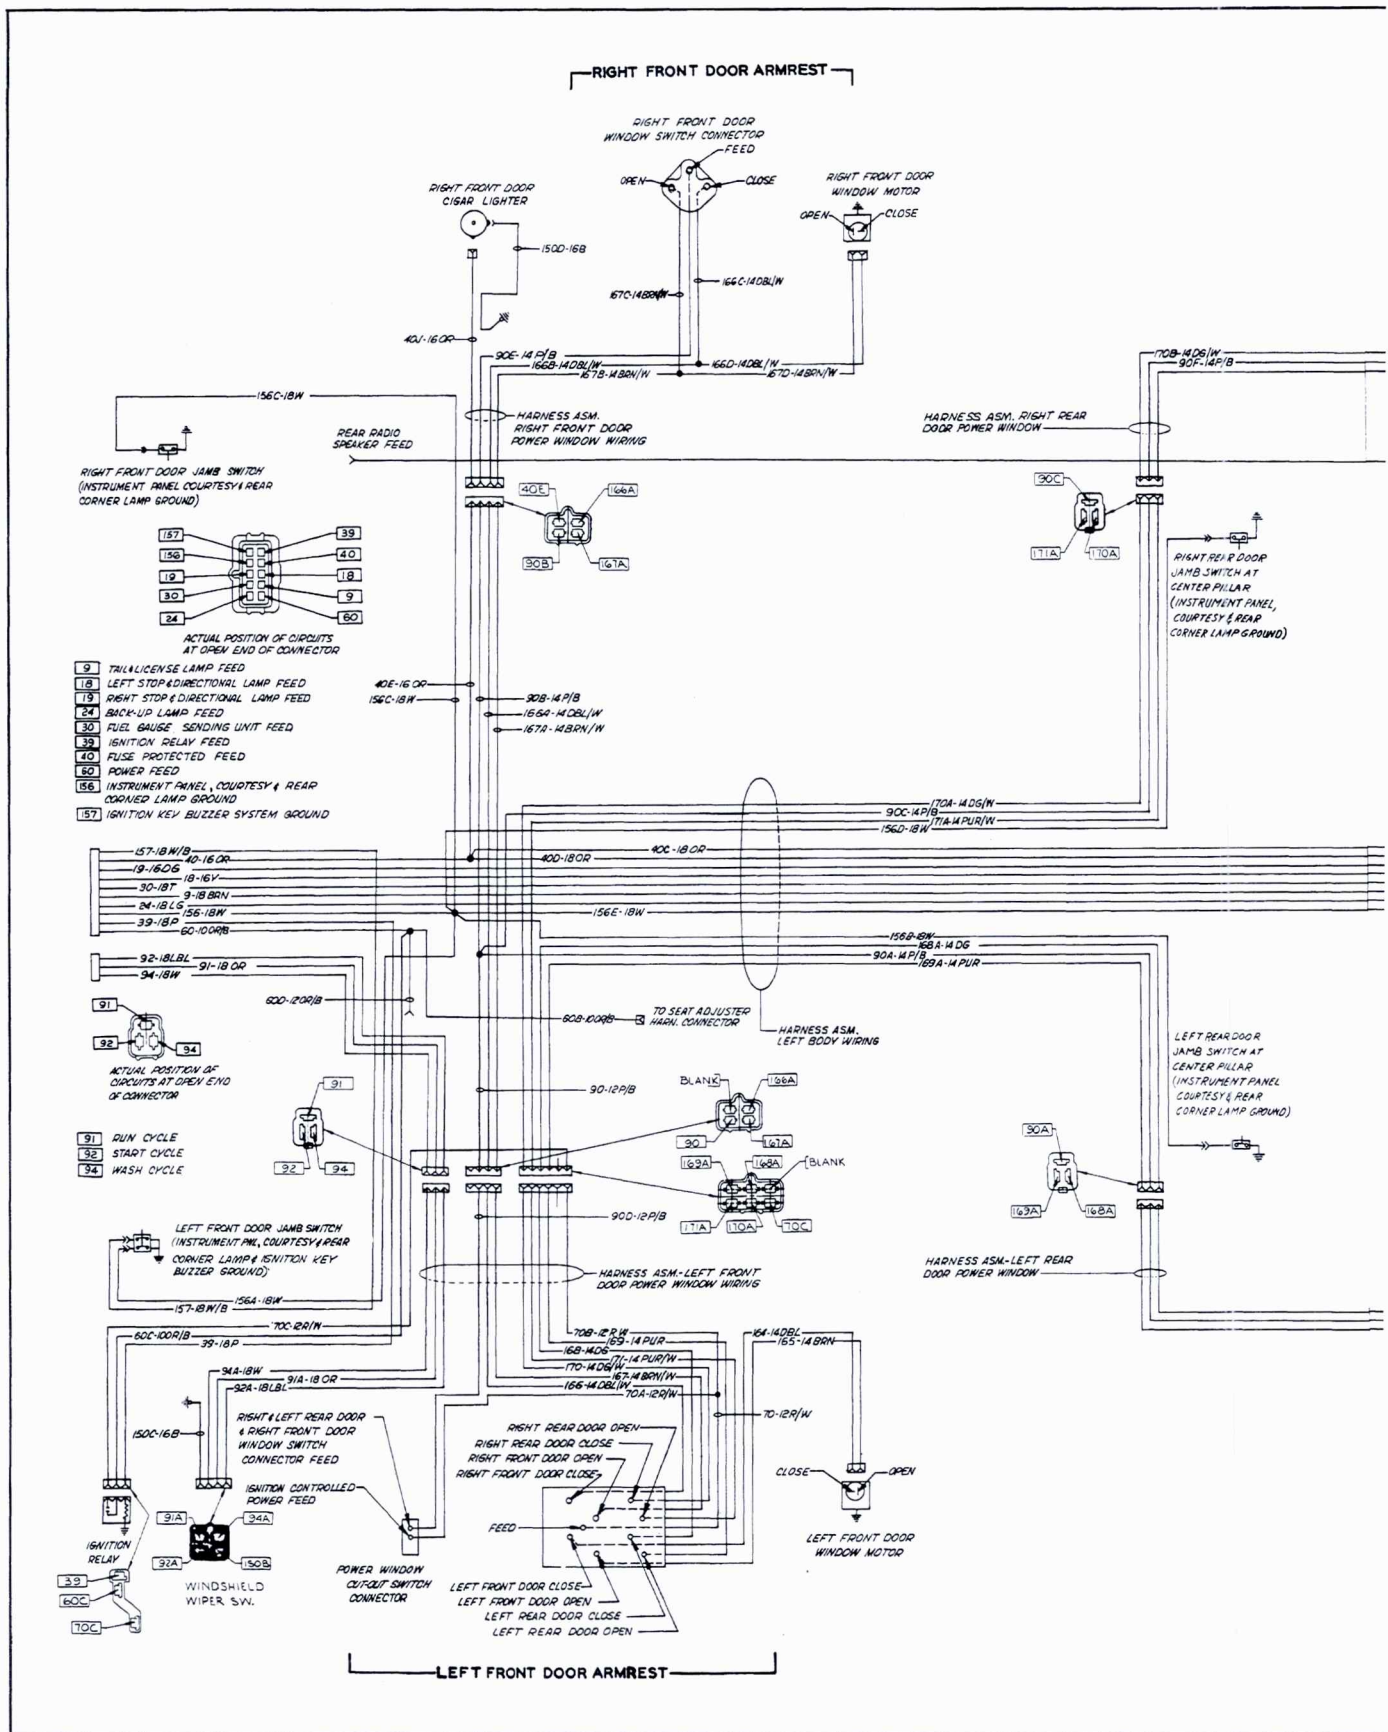 RIGHT FRONT DOOR ARMREST
RIGHT FRONT DOOR
WINDOW SWITCH CONNECTOR
FEED
OPEN
CLOSE
RIGHT FRONT DOOR
WINDOW MOTOR
OPEN
CLOSE
RIGHT FRONT DOOR
CIGAR LIGHTER
150D-16B
166C-14DBL/W
167C-14BRN/W
40J-16OR
90E-14P/B
166B-14DBL/W
167B-14BRN/W
166D-14DBL/W
167D-14BRN/W
170B-14DG/W
90F-14P/B
156C-18W
HARNESS ASM.
RIGHT FRONT DOOR
POWER WINDOW WIRING
HARNESS ASM. RIGHT REAR
DOOR POWER WINDOW
REAR RADIO
SPEAKER FEED
RIGHT FRONT DOOR JAMB SWITCH
(INSTRUMENT PANEL COURTESY & REAR
CORNER LAMP GROUND)
40E
166A
90B
167A
90C
171A
170A
RIGHT REAR DOOR
JAMB SWITCH AT
CENTER PILLAR
(INSTRUMENT PANEL,
COURTESY & REAR
CORNER LAMP GROUND)
157
156
19
30
24
39
40
18
9
60
ACTUAL POSITION OF CIRCUITS
AT OPEN END OF CONNECTOR
9 TAIL & LICENSE LAMP FEED
18 LEFT STOP & DIRECTIONAL LAMP FEED
19 RIGHT STOP & DIRECTIONAL LAMP FEED
24 BACK-UP LAMP FEED
30 FUEL GAUGE SENDING UNIT FEED
39 IGNITION RELAY FEED
40 FUSE PROTECTED FEED
60 POWER FEED
156 INSTRUMENT PANEL, COURTESY & REAR
CORNER LAMP GROUND
157 IGNITION KEY BUZZER SYSTEM GROUND
40E-16OR
156C-18W
90B-14P/B
166A-14DBL/W
167A-14BRN/W
170A-14DG/W
90C-14P/B
171A-14PUR/W
156D-18W
157-18W/B
40-16OR
19-16DG
18-16Y
30-18T
9-18BRN
24-18LG
156-18W
39-18P
60-10OR/B
40C-18OR
40D-18OR
156E-18W
156B-18W
168A-14DG
90A-14P/B
169A-14PUR
92-18LBL
91-18OR
94-18W
60D-12OR/B
60B-10OR/B
TO SEAT ADJUSTER
HARN. CONNECTOR
HARNESS ASM.
LEFT BODY WIRING
91
92
94
ACTUAL POSITION OF
CIRCUITS AT OPEN END
OF CONNECTOR
91 RUN CYCLE
92 START CYCLE
94 WASH CYCLE
91
92
94
90-12P/B
BLANK
166A
90
167A
169A
168A
BLANK
171A
170A
70C
90D-12P/B
LEFT REAR DOOR
JAMB SWITCH AT
CENTER PILLAR
(INSTRUMENT PANEL
COURTESY & REAR
CORNER LAMP GROUND)
90A
169A
168A
LEFT FRONT DOOR JAMB SWITCH
(INSTRUMENT PNL, COURTESY & REAR
CORNER LAMP & IGNITION KEY
BUZZER GROUND)
HARNESS ASM.-LEFT FRONT
DOOR POWER WINDOW WIRING
HARNESS ASM.-LEFT REAR
DOOR POWER WINDOW
156A-18W
157-18W/B
70C-12R/W
60C-10OR/B
39-18P
94A-18W
91A-18OR
92A-18LBL
70B-12R W
169-14PUR
168-14DG
171-14PUR/W
170-14DG/W
167-14BRN/W
166-14DBL/W
70A-12R/W
164-14DBL
165-14BRN
70-12R/W
150C-16B
RIGHT & LEFT REAR DOOR
& RIGHT FRONT DOOR
WINDOW SWITCH
CONNECTOR FEED
IGNITION CONTROLLED
POWER FEED
RIGHT REAR DOOR OPEN
RIGHT REAR DOOR CLOSE
RIGHT FRONT DOOR OPEN
RIGHT FRONT DOOR CLOSE
FEED
CLOSE
OPEN
LEFT FRONT DOOR
WINDOW MOTOR
91A
94A
92A
150B
IGNITION
RELAY
WINDSHIELD
WIPER SW.
39
60C
70C
POWER WINDOW
CUT-OUT SWITCH
CONNECTOR
LEFT FRONT DOOR CLOSE
LEFT FRONT DOOR OPEN
LEFT REAR DOOR CLOSE
LEFT REAR DOOR OPEN
LEFT FRONT DOOR ARMREST